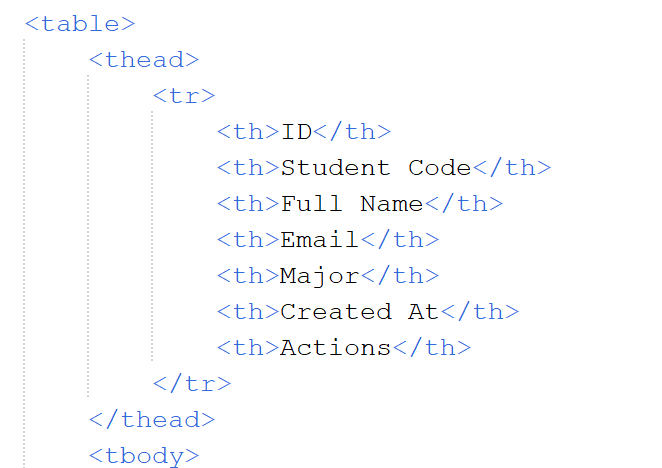 <table>
<thead>
<tr>
<th>ID</th>
<th>Student Code</th>
<th>Full Name</th>
<th>Email</th>
<th>Major</th>
<th>Created At</th>
<th>Actions</th>
</tr>
</thead>
<tbody>